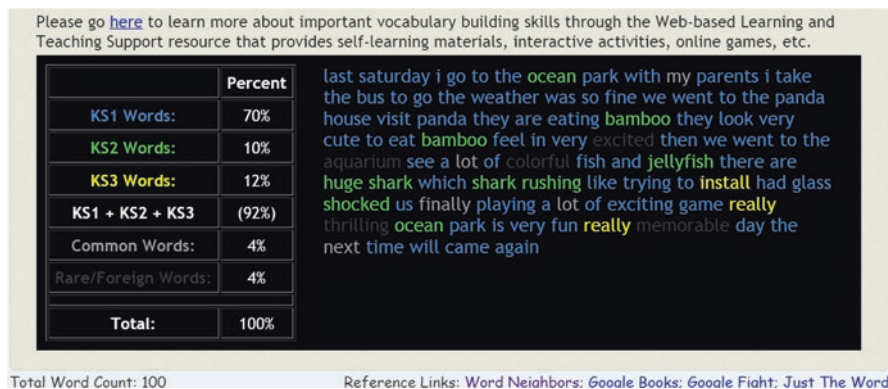 Please go here to learn more about important vocabulary building skills through the Web-based Learning and
Teaching Support resource that provides self-learning materials, interactive activities, online games, etc.
Percent
KS1 Words: 70%
KS2 Words: 10%
KS3 Words: 12%
KS1 + KS2 + KS3 (92%)
Common Words: 4%
Rare/Foreign Words: 4%
Total: 100%
last saturday i go to the ocean park with my parents i take
the bus to go the weather was so fine we went to the panda
house visit panda they are eating bamboo they look very
cute to eat bamboo feel in very excited then we went to the
aquarium see a lot of colorful fish and jellyfish there are
huge shark which shark rushing like trying to install had glass
shocked us finally playing a lot of exciting game really
thrilling ocean park is very fun really memorable day the
next time will came again
Total Word Count: 100
Reference Links: Word Neighbors; Google Books; Google Fight; Just The Word